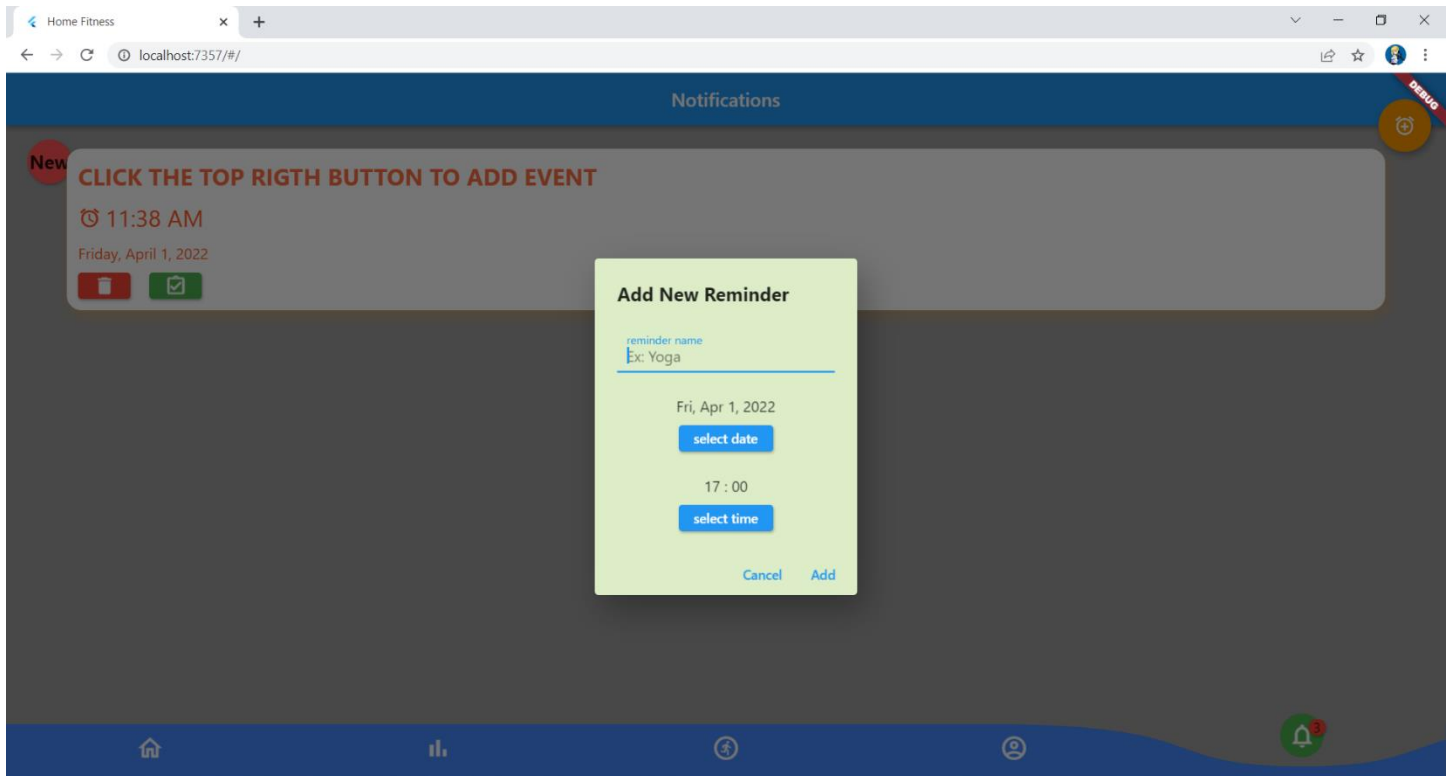 Home Fitness
localhost:7357/#/
Notifications
DEBUG
New
CLICK THE TOP RIGTH BUTTON TO ADD EVENT
11:38 AM
Friday, April 1, 2022
Add New Reminder
reminder name
Ex: Yoga
Fri, Apr 1, 2022
select date
17 : 00
select time
Cancel Add
3